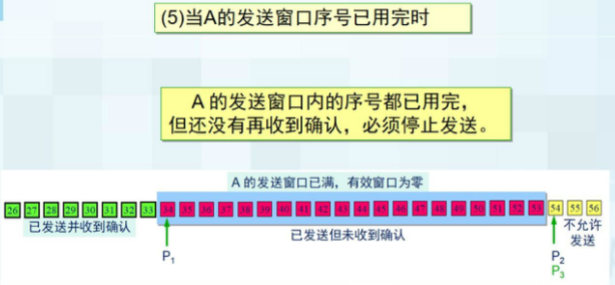 (5)当A的发送窗口序号已用完时
A 的发送窗口内的序号都已用完,
但还没有再收到确认，必须停止发送。
A 的发送窗口已满，有效窗口为零
26 27 28 29 30 31 32 33 34 35 36 37 38 39 40 41 42 43 44 45 46 47 48 49 50 51 52 53 54 55 56
已发送并收到确认
已发送但未收到确认
不允许
发送
P1
P2
P3